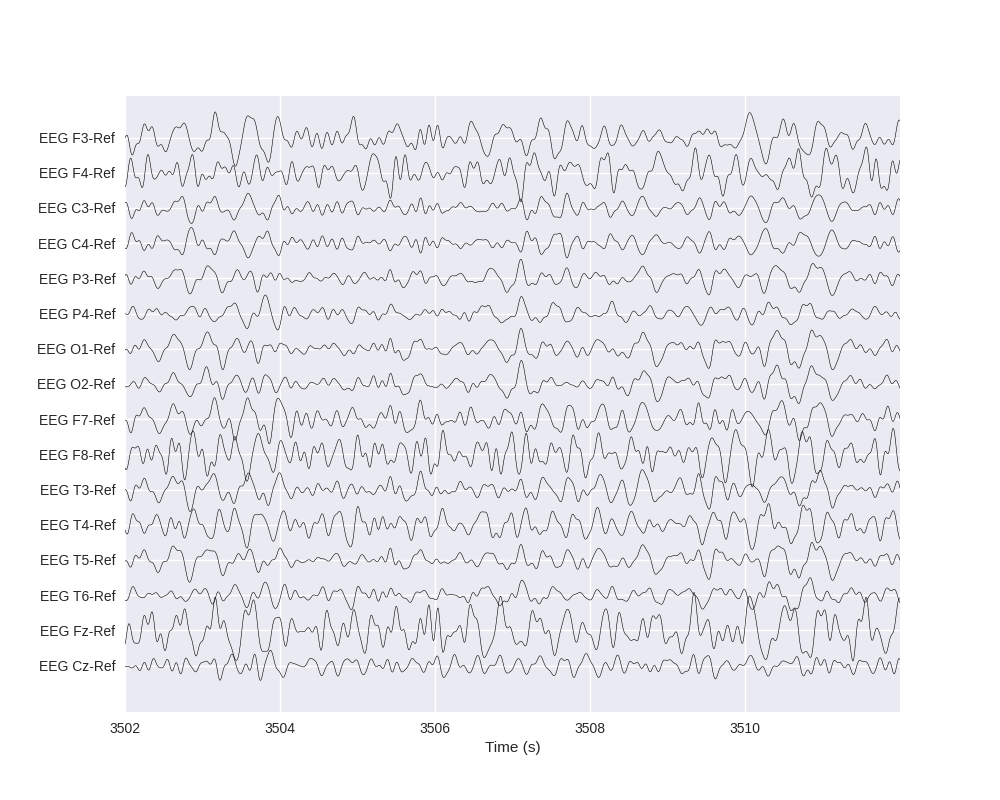 EEG F3-Ref
EEG F4-Ref
EEG C3-Ref
EEG C4-Ref
EEG P3-Ref
EEG P4-Ref
EEG O1-Ref
EEG O2-Ref
EEG F7-Ref
EEG F8-Ref
EEG T3-Ref
EEG T4-Ref
EEG T5-Ref
EEG T6-Ref
EEG Fz-Ref
EEG Cz-Ref
3502 3504 3506 3508 3510
Time (s)